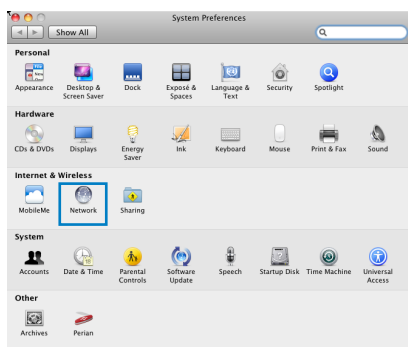 System Preferences
Show All
Personal
Appearance Desktop & Screen Saver Dock Exposé & Spaces Language & Text Security Spotlight
Hardware
CDs & DVDs Displays Energy Saver Ink Keyboard Mouse Print & Fax Sound
Internet & Wireless
MobileMe Network Sharing
System
Accounts Date & Time Parental Controls Software Update Speech Startup Disk Time Machine Universal Access
Other
Archives Perian